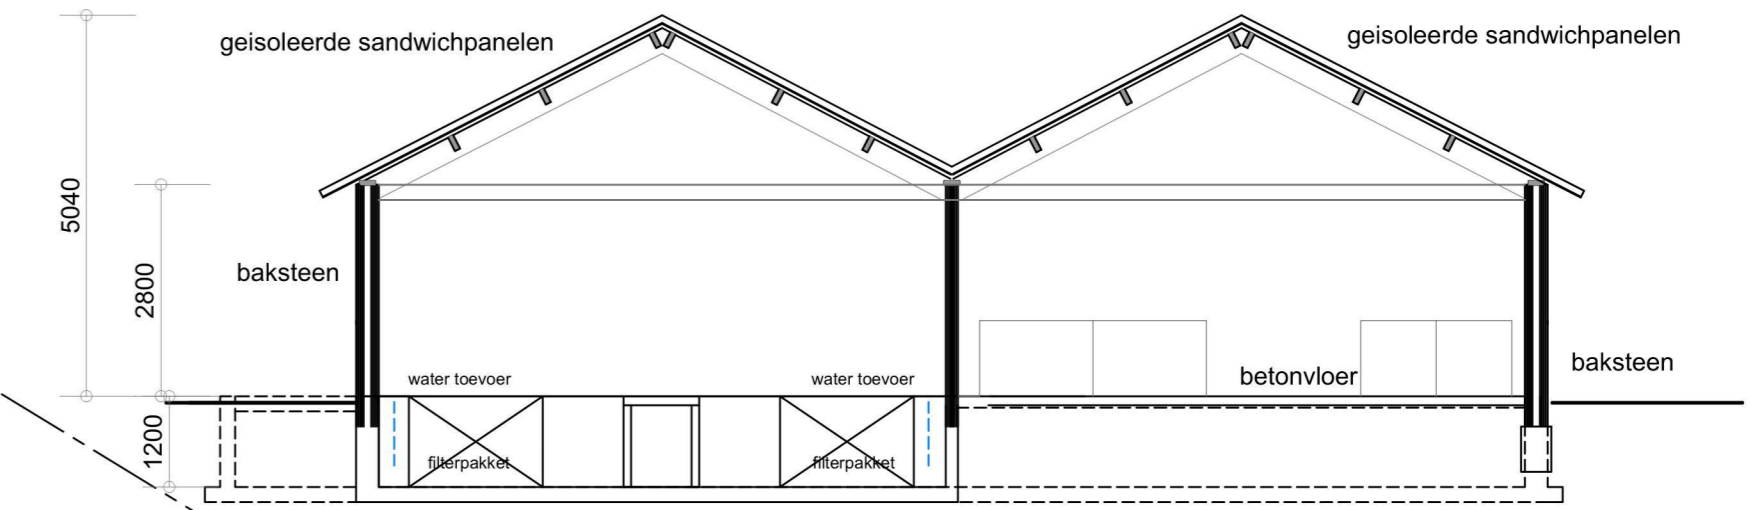 geisoleerde sandwichpanelen
geisoleerde sandwichpanelen
5040
2800
baksteen
baksteen
water toevoer
water toevoer
betonvloer
1200
filterpakket
filterpakket